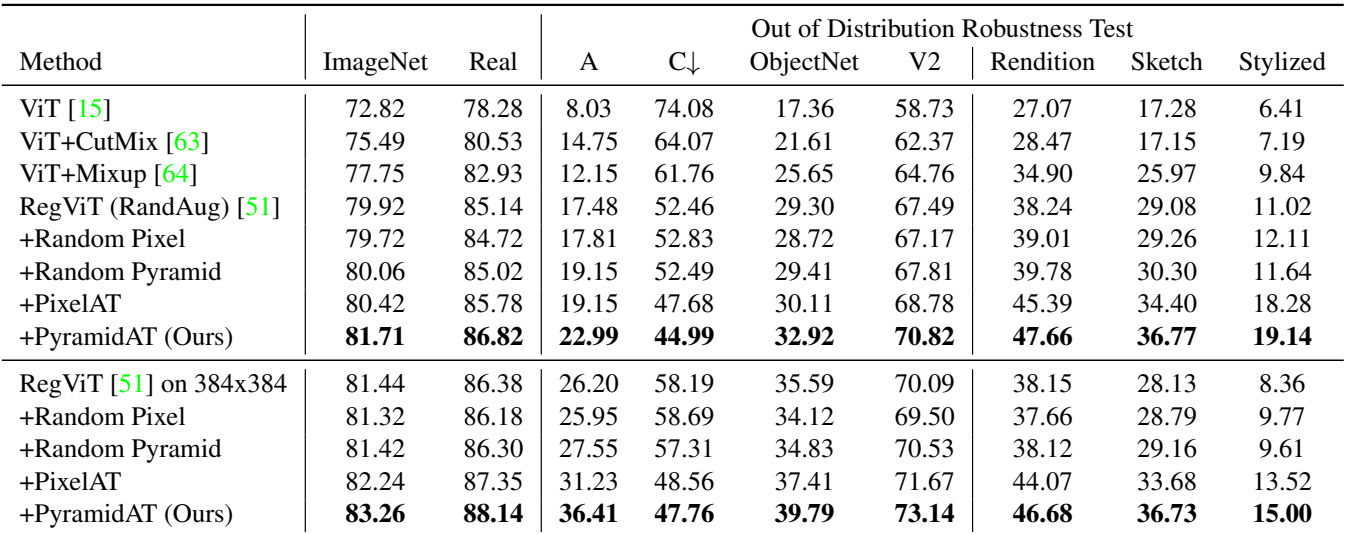 Out of Distribution Robustness Test
Method ImageNet Real A C↓ ObjectNet V2 Rendition Sketch Stylized
ViT [15] 72.82 78.28 8.03 74.08 17.36 58.73 27.07 17.28 6.41
ViT+CutMix [63] 75.49 80.53 14.75 64.07 21.61 62.37 28.47 17.15 7.19
ViT+Mixup [64] 77.75 82.93 12.15 61.76 25.65 64.76 34.90 25.97 9.84
RegViT (RandAug) [51] 79.92 85.14 17.48 52.46 29.30 67.49 38.24 29.08 11.02
+Random Pixel 79.72 84.72 17.81 52.83 28.72 67.17 39.01 29.26 12.11
+Random Pyramid 80.06 85.02 19.15 52.49 29.41 67.81 39.78 30.30 11.64
+PixelAT 80.42 85.78 19.15 47.68 30.11 68.78 45.39 34.40 18.28
+PyramidAT (Ours) 81.71 86.82 22.99 44.99 32.92 70.82 47.66 36.77 19.14
RegViT [51] on 384x384 81.44 86.38 26.20 58.19 35.59 70.09 38.15 28.13 8.36
+Random Pixel 81.32 86.18 25.95 58.69 34.12 69.50 37.66 28.79 9.77
+Random Pyramid 81.42 86.30 27.55 57.31 34.83 70.53 38.12 29.16 9.61
+PixelAT 82.24 87.35 31.23 48.56 37.41 71.67 44.07 33.68 13.52
+PyramidAT (Ours) 83.26 88.14 36.41 47.76 39.79 73.14 46.68 36.73 15.00